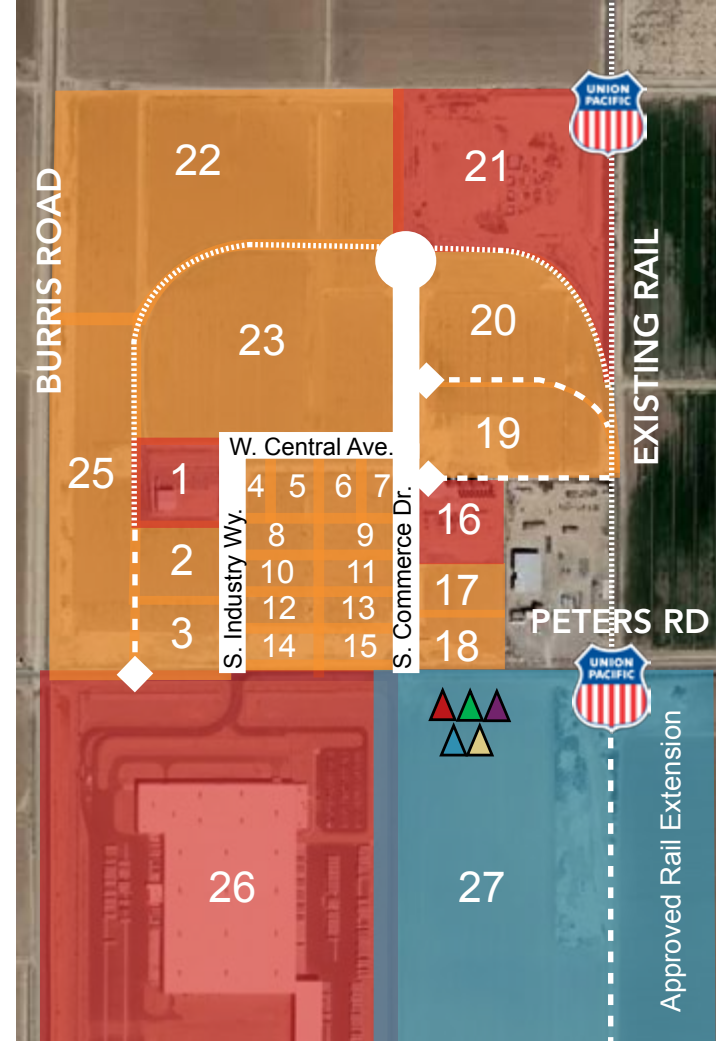 UNION
PACIFIC
22
21
BURRIS ROAD
EXISTING RAIL
20
23
19
W. Central Ave.
25
1
4
5
6
7
S. Industry Wy.
S. Commerce Dr.
16
8
9
2
10
11
17
12
13
PETERS RD
3
14
15
18
UNION
PACIFIC
Approved Rail Extension
26
27